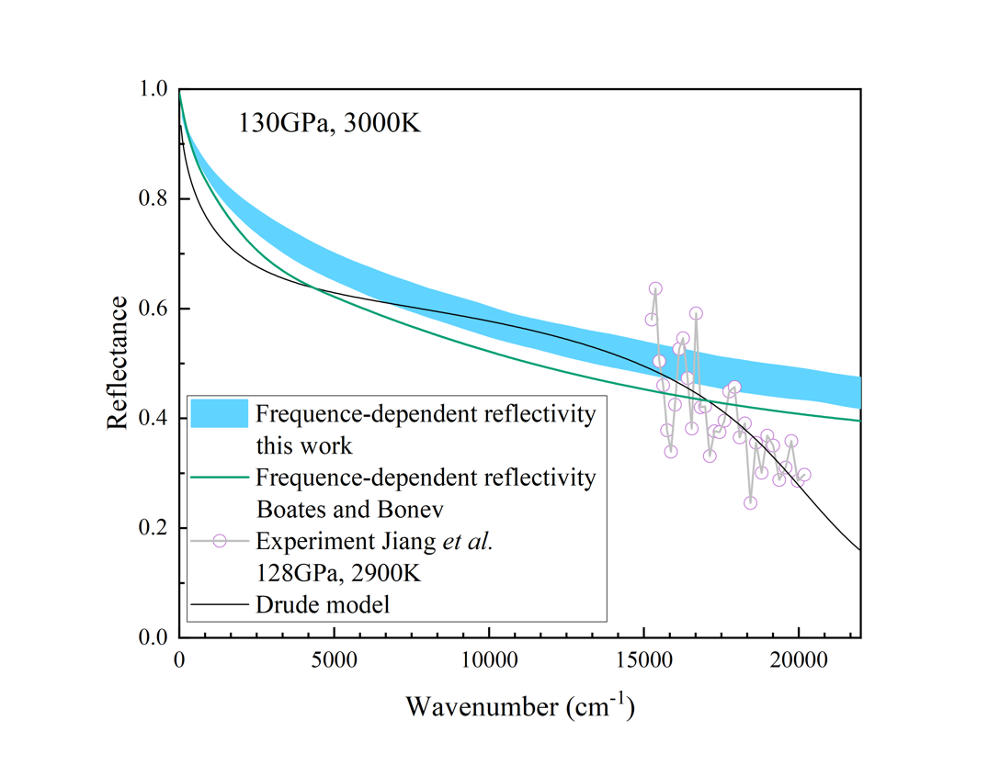 1.0
0.8
0.6
0.4
0.2
0.0
Reflectance
130GPa, 3000K
Frequence-dependent reflectivity
this work
Frequence-dependent reflectivity
Boates and Bonev
Experiment Jiang et al.
128GPa, 2900K
Drude model
0 5000 10000 15000 20000
Wavenumber (cm⁻¹)